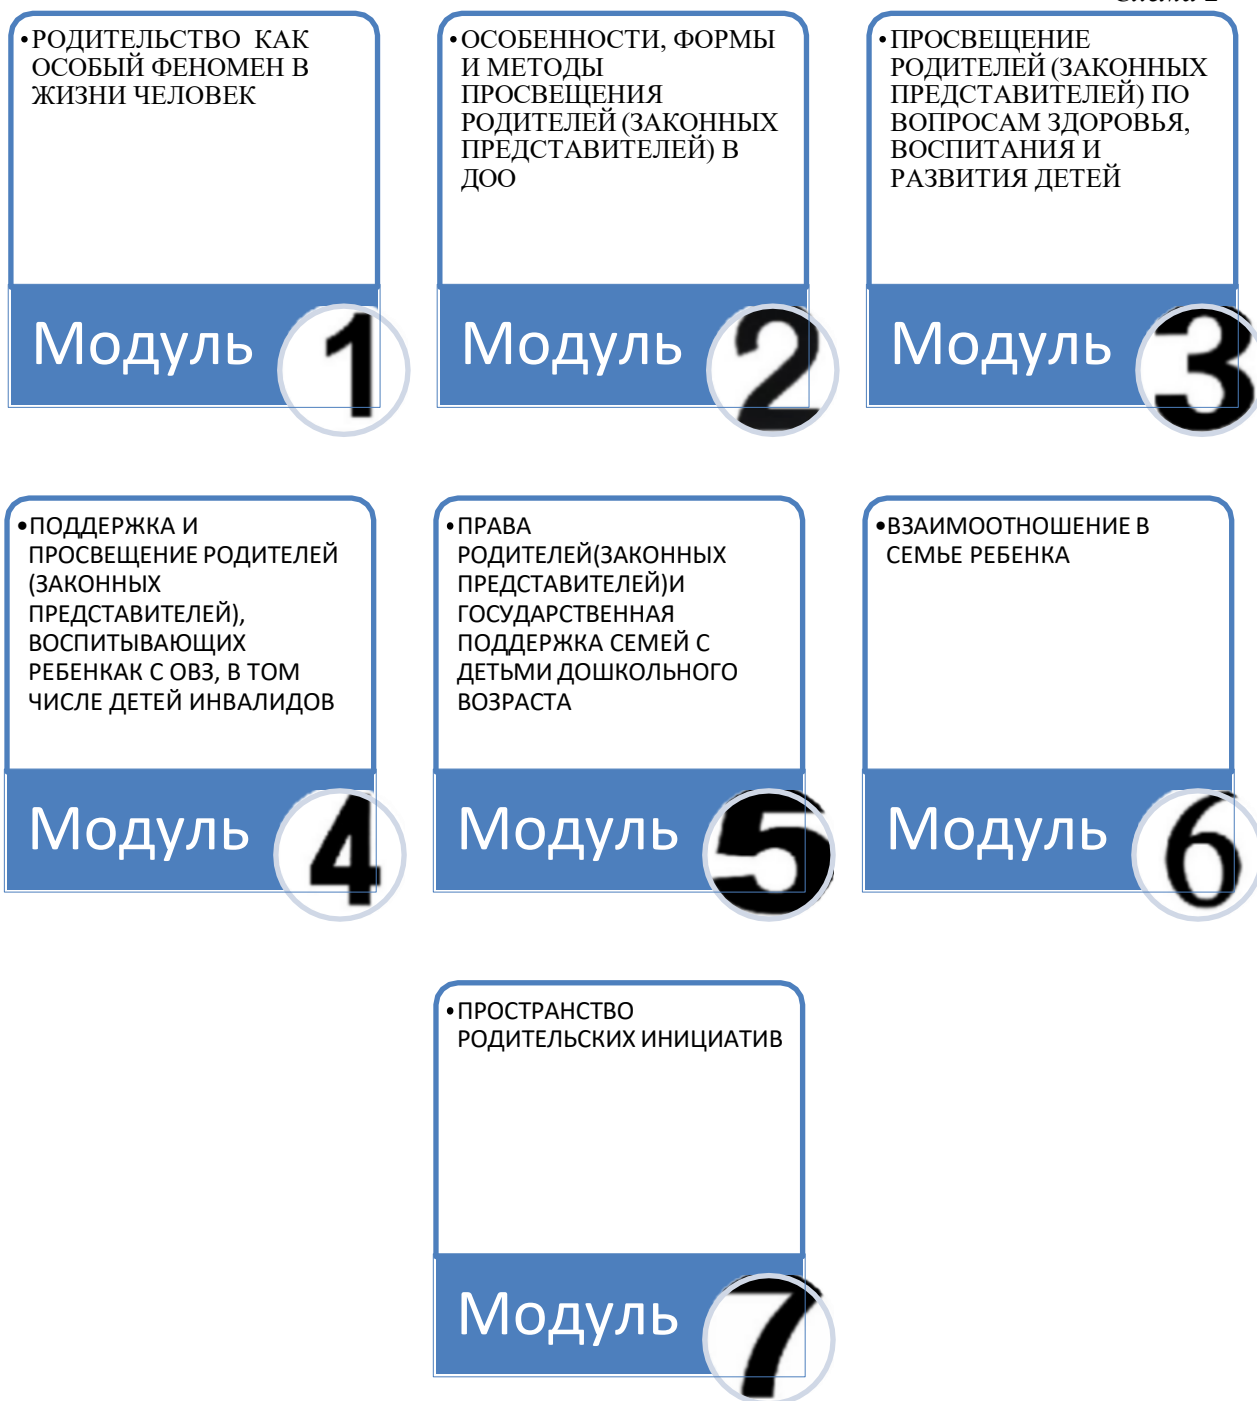 •РОДИТЕЛЬСТВО КАК
ОСОБЫЙ ФЕНОМЕН В
ЖИЗНИ ЧЕЛОВЕК
Модуль 1
•ОСОБЕННОСТИ, ФОРМЫ
И МЕТОДЫ
ПРОСВЕЩЕНИЯ
РОДИТЕЛЕЙ (ЗАКОННЫХ
ПРЕДСТАВИТЕЛЕЙ) В
ДОО
Модуль 2
•ПРОСВЕЩЕНИЕ
РОДИТЕЛЕЙ (ЗАКОННЫХ
ПРЕДСТАВИТЕЛЕЙ) ПО
ВОПРОСАМ ЗДОРОВЬЯ,
ВОСПИТАНИЯ И
РАЗВИТИЯ ДЕТЕЙ
Модуль 3
•ПОДДЕРЖКА И
ПРОСВЕЩЕНИЕ РОДИТЕЛЕЙ
(ЗАКОННЫХ
ПРЕДСТАВИТЕЛЕЙ),
ВОСПИТЫВАЮЩИХ
РЕБЕНКАК С ОВЗ, В ТОМ
ЧИСЛЕ ДЕТЕЙ ИНВАЛИДОВ
Модуль 4
•ПРАВА
РОДИТЕЛЕЙ(ЗАКОННЫХ
ПРЕДСТАВИТЕЛЕЙ)И
ГОСУДАРСТВЕННАЯ
ПОДДЕРЖКА СЕМЕЙ С
ДЕТЬМИ ДОШКОЛЬНОГО
ВОЗРАСТА
Модуль 5
•ВЗАИМООТНОШЕНИЕ В
СЕМЬЕ РЕБЕНКА
Модуль 6
•ПРОСТРАНСТВО
РОДИТЕЛЬСКИХ ИНИЦИАТИВ
Модуль 7